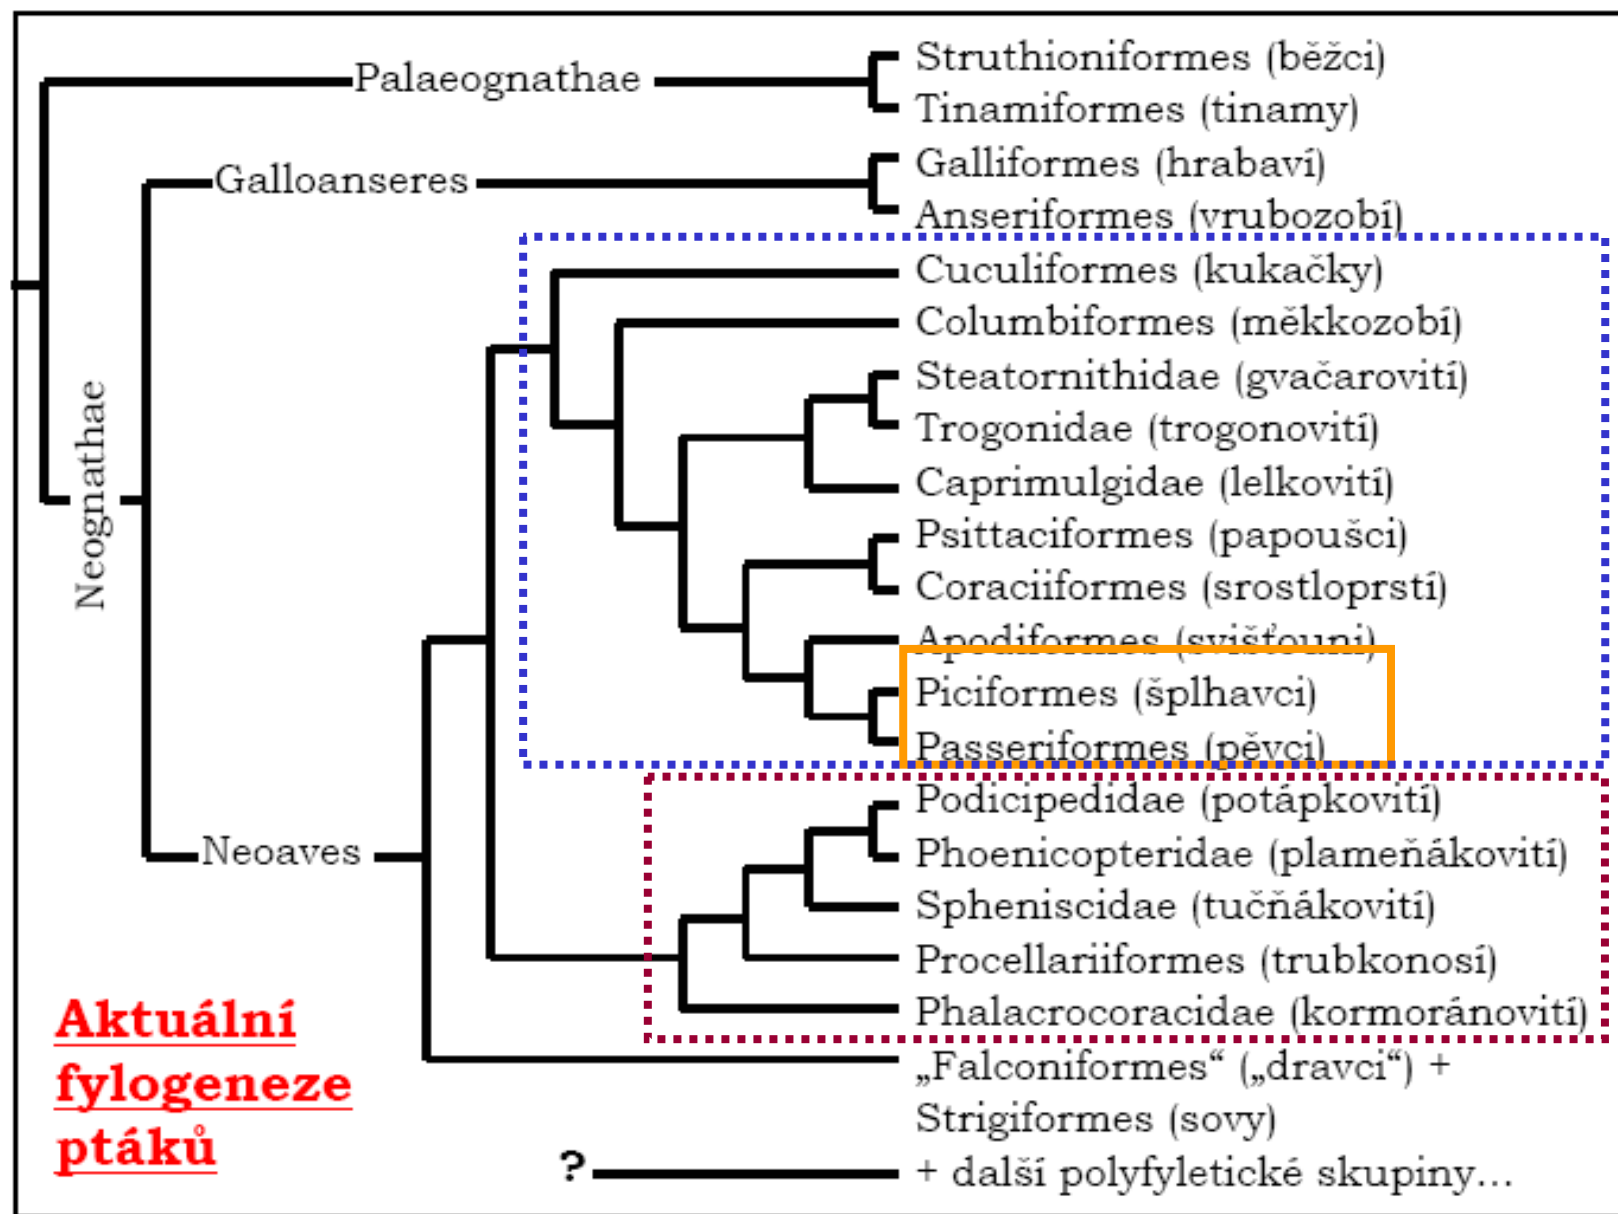 Struthioniformes (běžci)
Palaeognathae
Tinamiformes (tinamy)
Galliformes (hrabaví)
Galloanseres
Anseriformes (vrubozobí)
Cuculiformes (kukačky)
Columbiformes (měkkozobí)
Steatornithidae (gvačarovití)
Trogonidae (trogonovití)
Caprimulgidae (lelkovití)
Neognathae
Psittaciformes (papoušci)
Coraciiformes (srostloprstí)
Apodiformes (svišťouni)
Piciformes (šplhavci)
Passeriformes (pěvci)
Podicipedidae (potápkovití)
Neoaves
Phoenicopteridae (plameňákovití)
Spheniscidae (tučňákovití)
Procellariiformes (trubkonosí)
Phalacrocoracidae (kormoránovití)
„Falconiformes“ („dravci“) +
Strigiformes (sovy)
? + další polyfyletické skupiny...
Aktuální
fylogeneze
ptáků